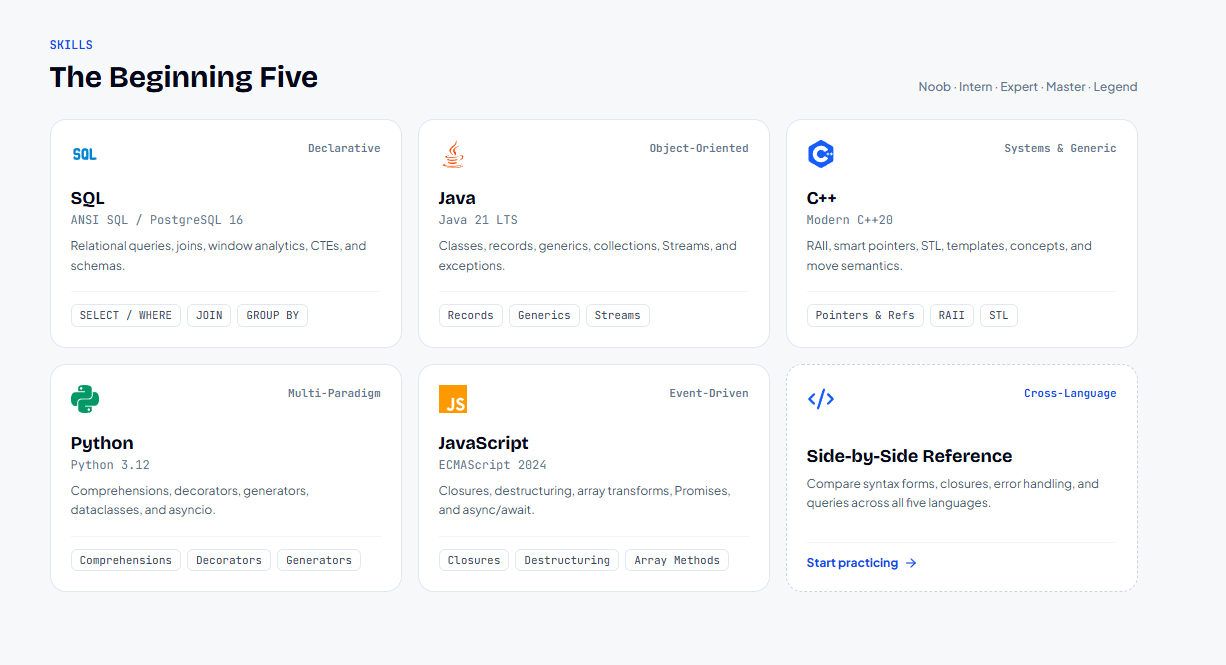 SKILLS
The Beginning Five
Noob · Intern · Expert · Master · Legend
SQL
Declarative
SQL
ANSI SQL / PostgreSQL 16
Relational queries, joins, window analytics, CTEs, and
schemas.
SELECT / WHERE
JOIN
GROUP BY
Object-Oriented
Java
Java 21 LTS
Classes, records, generics, collections, Streams, and
exceptions.
Records
Generics
Streams
C++
Systems & Generic
C++
Modern C++20
RAII, smart pointers, STL, templates, concepts, and
move semantics.
Pointers & Refs
RAII
STL
Multi-Paradigm
Python
Python 3.12
Comprehensions, decorators, generators,
dataclasses, and asyncio.
Comprehensions
Decorators
Generators
JS
Event-Driven
JavaScript
ECMAScript 2024
Closures, destructuring, array transforms, Promises,
and async/await.
Closures
Destructuring
Array Methods
</>
Cross-Language
Side-by-Side Reference
Compare syntax forms, closures, error handling, and
queries across all five languages.
Start practicing →